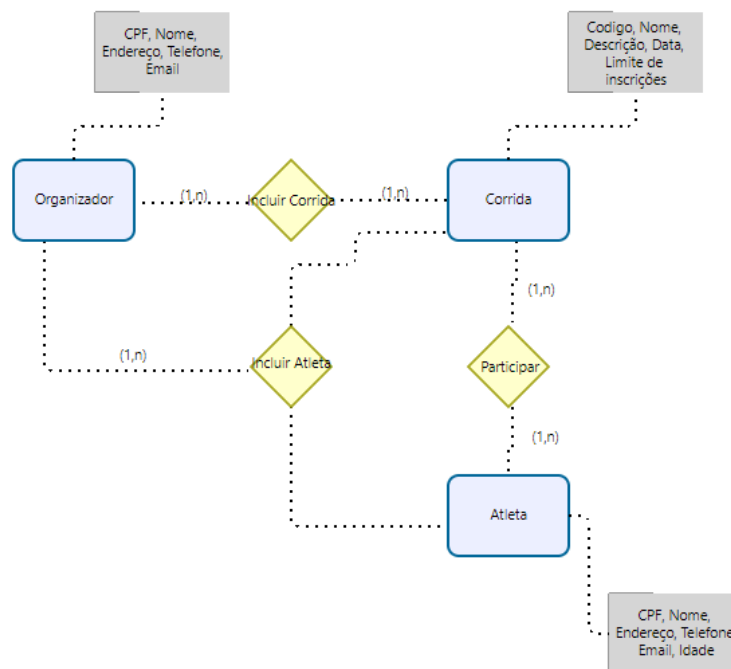 CPF, Nome,
Endereço, Telefone,
Email
Codigo, Nome,
Descrição, Data,
Limite de
inscrições
Organizador
(1,n)
Incluir Corrida
(1,n)
Corrida
(1,n)
(1,n)
Incluir Atleta
Participar
(1,n)
Atleta
CPF, Nome,
Endereço, Telefone
Email, Idade